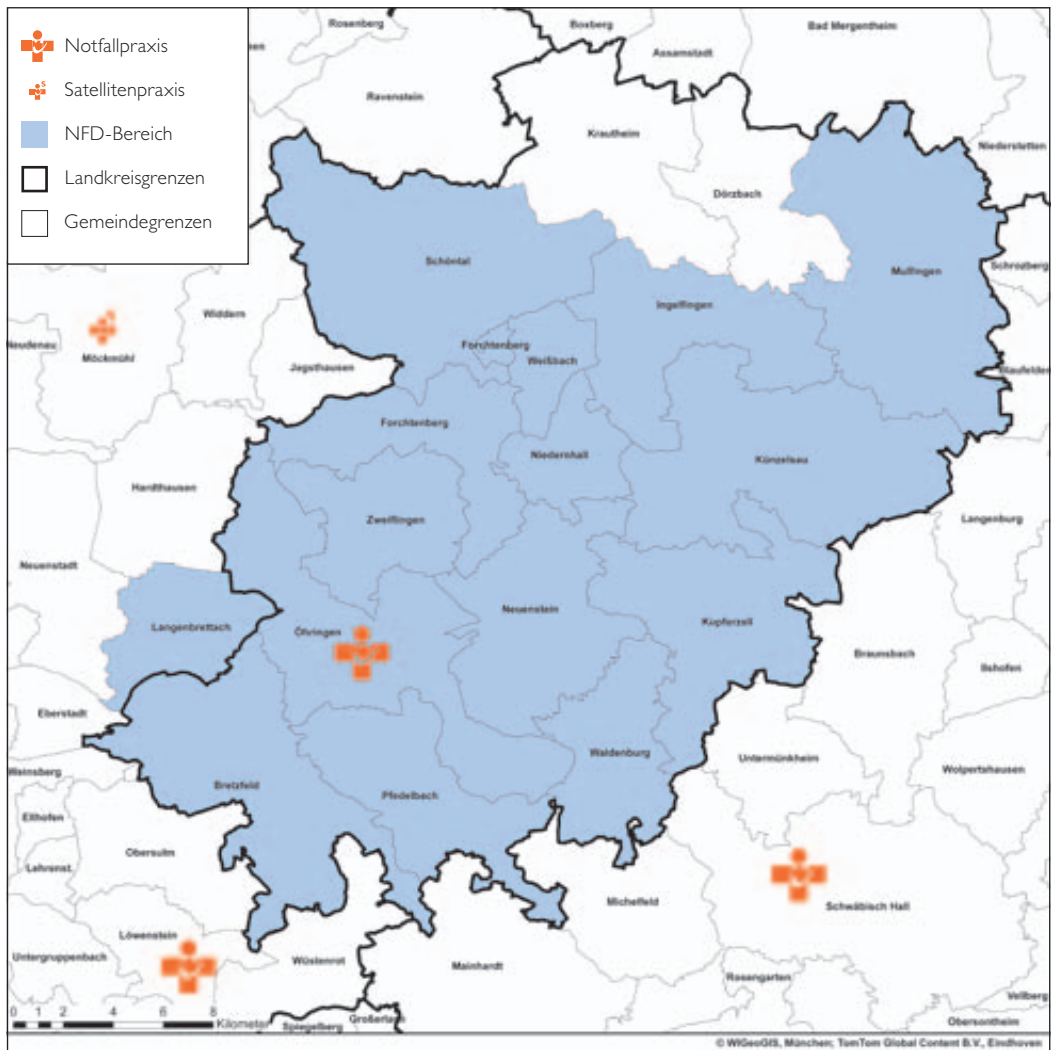 Notfallpraxis
Satellitenpraxis
NFD-Bereich
Landkreisgrenzen
Gemeindegrenzen
Rosenberg
Boxberg
Bad Mergentheim
Assamstadt
Ravenstein
Krautheim
Niederstetten
Dörzbach
Schöntal
Mulfingen
Schrozberg
Ingelfingen
Widdern
Neudenau
Möckmühl
Forchtenberg
Weißbach
Jagsthausen
Blaufelden
Forchtenberg
Niedernhall
Künzelsau
Hardthausen
Zweiflingen
Langenburg
Neuenstadt
Langenbrettach
Öhringen
Neuenstein
Kupferzell
Braunsbach
Ilshofen
Eberstadt
Waldenburg
Untermünkheim
Wolpertshausen
Weinsberg
Bretzfeld
Pfedelbach
Ellhofen
Obersulm
Lehrenst.
Michelfeld
Schwäbisch Hall
Löwenstein
Untergruppenbach
Wüstenrot
Mainhardt
Rosengarten
Vellberg
0 1 2 4 6 8
Kilometer
Spiegelberg
Großerlach
Obersontheim
© WIGeoGIS, München; TomTom Global Content B.V., Eindhoven